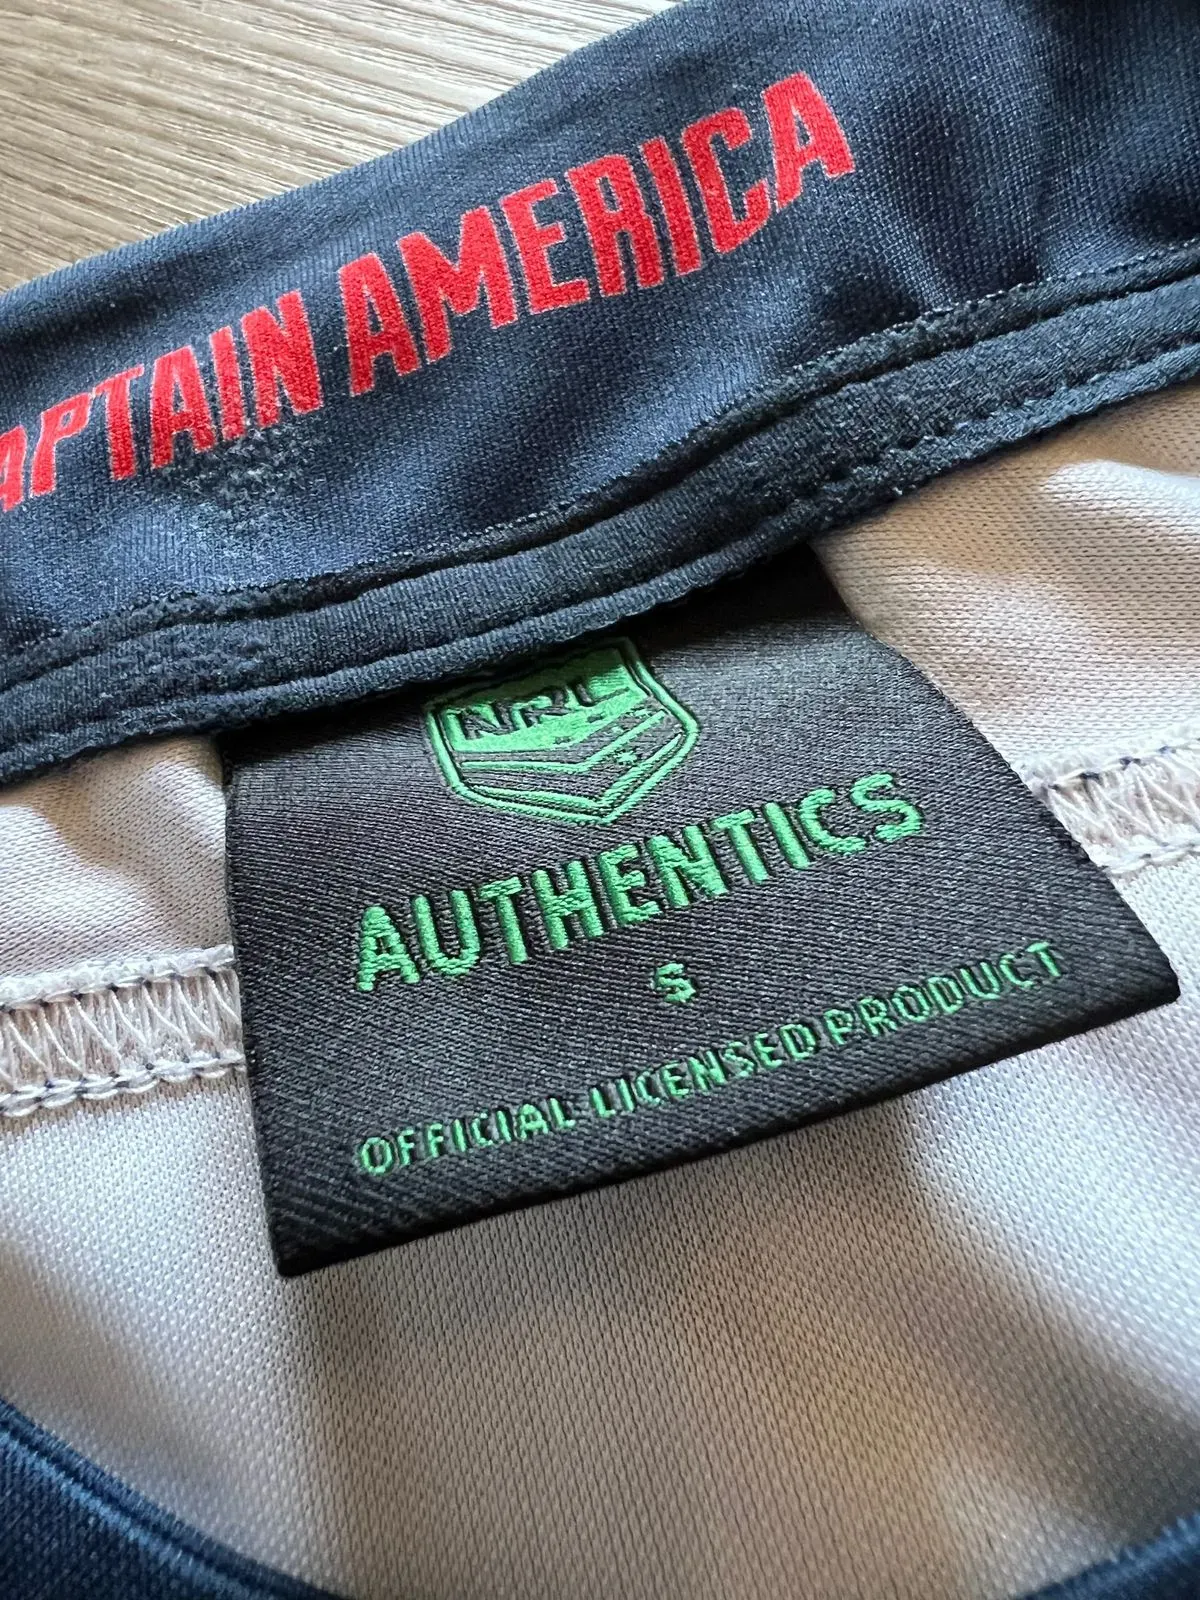 APTAIN AMERICA
NRL
AUTHENTICS
S
OFFICIAL LICENSED PRODUCT